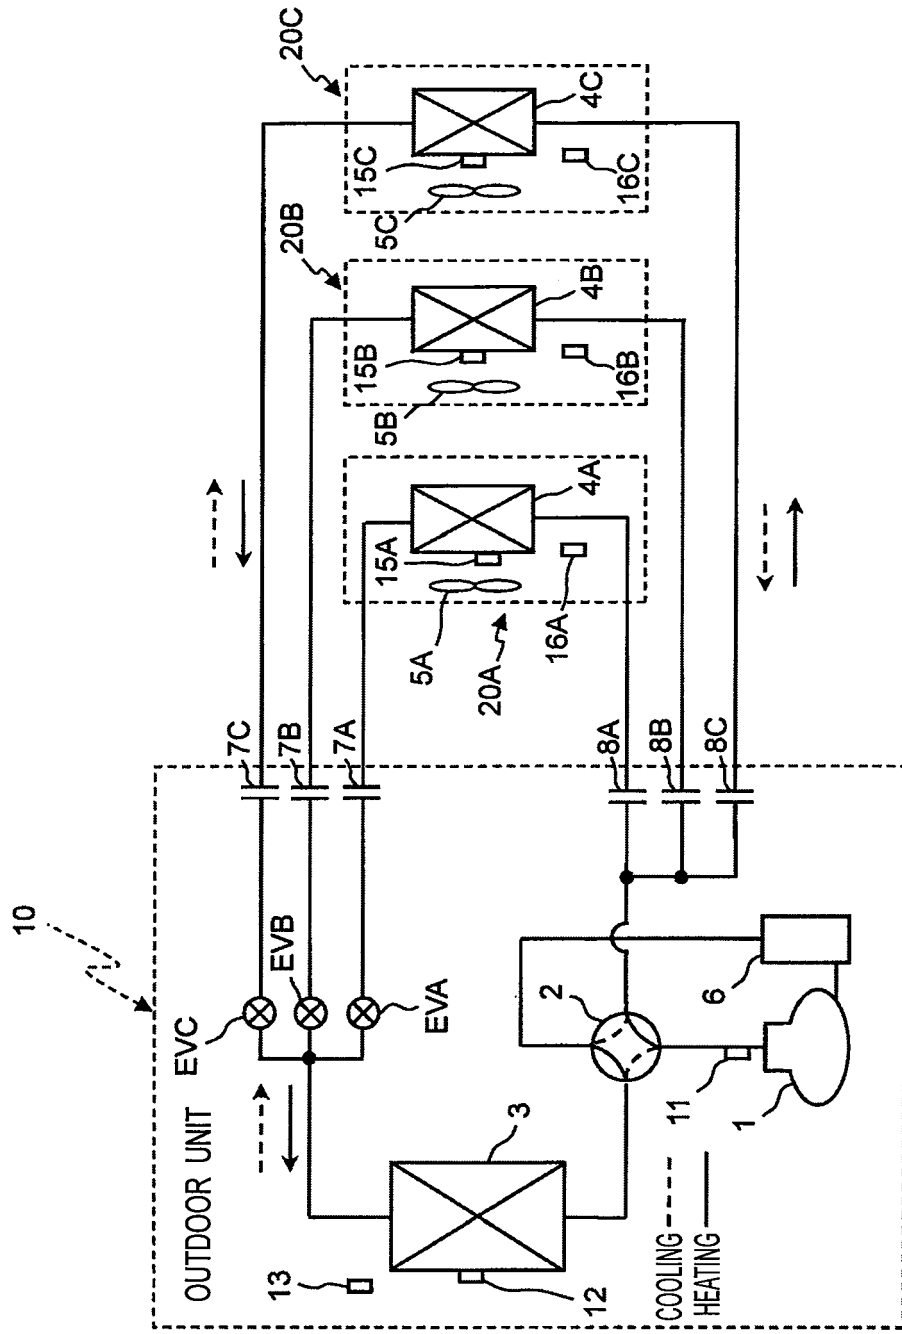 10
OUTDOOR UNIT
EVC
EVB
EVA
7C
7B
7A
20A
20B
20C
5A
15A
4A
16A
5B
15B
4B
16B
5C
15C
4C
16C
8A
8B
8C
13
12
3
2
6
11
1
COOLING
HEATING